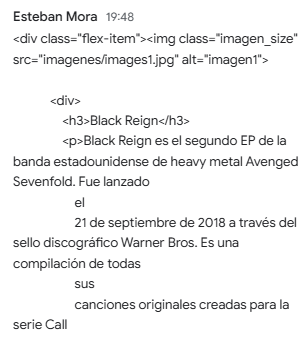 Esteban Mora 19:48
<div class="flex-item"><img class="imagen_size"
src="imagenes/images1.jpg" alt="imagen1">
<div>
<h3>Black Reign</h3>
<p>Black Reign es el segundo EP de la
banda estadounidense de heavy metal Avenged
Sevenfold. Fue lanzado
el
21 de septiembre de 2018 a través del
sello discográfico Warner Bros. Es una
compilación de todas
sus
canciones originales creadas para la
serie Call